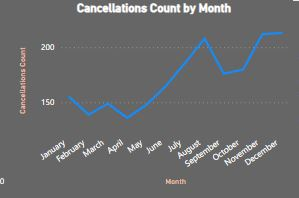 Cancellations Count by Month
Cancellations Count
200
150
January
February
March
April
May
June
July
August
September
October
November
December
0
Month